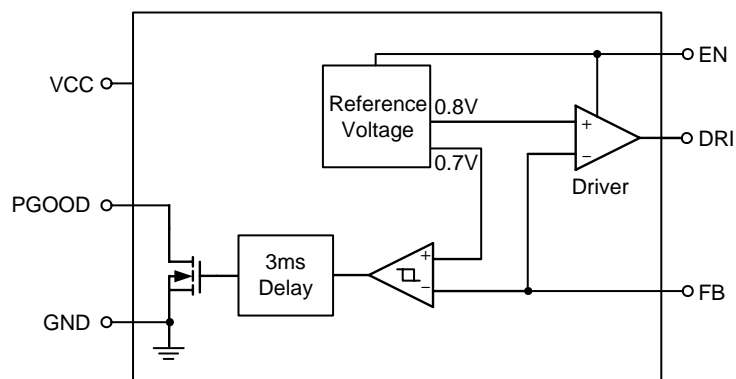 EN
VCC
Reference
Voltage
0.8V
0.7V
+
−
DRI
Driver
PGOOD
3ms
Delay
+
−
FB
GND